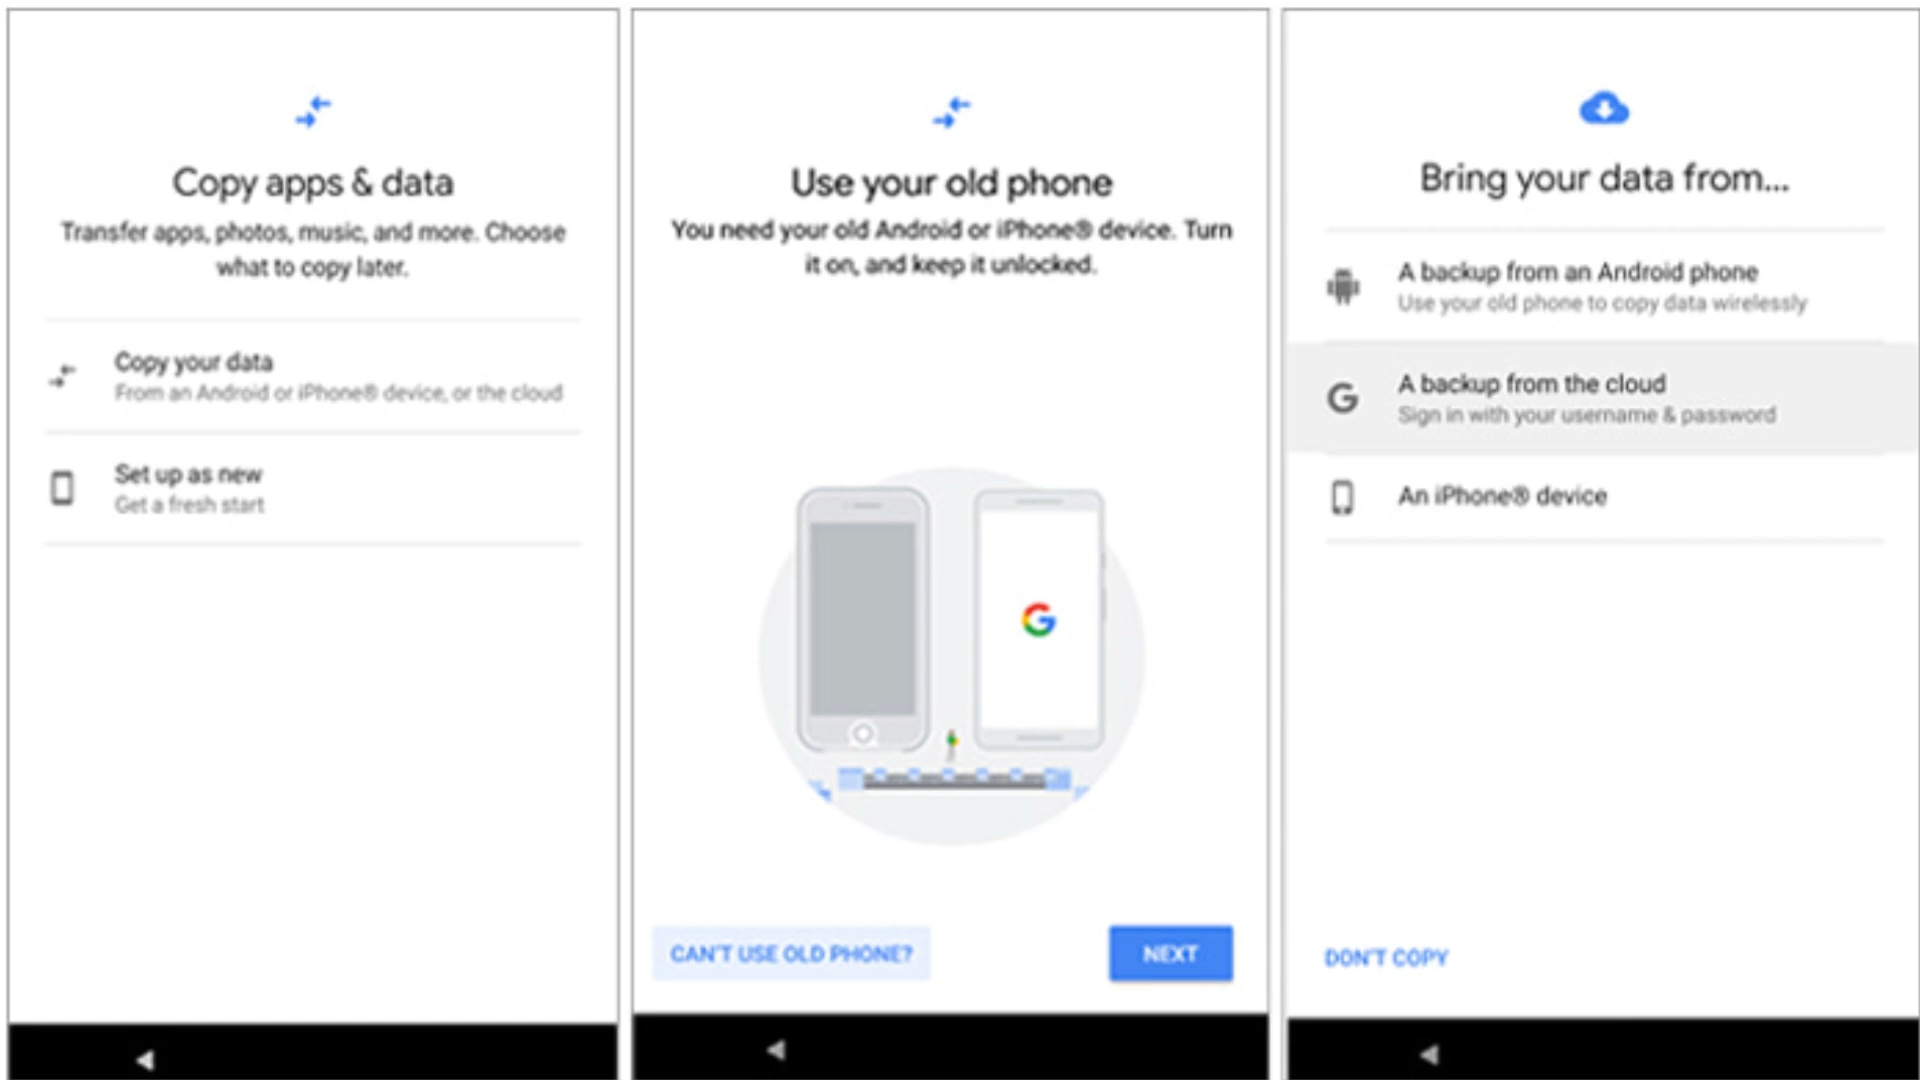 Copy apps & data
Transfer apps, photos, music, and more. Choose
what to copy later.
Copy your data
From an Android or iPhone® device, or the cloud
Set up as new
Get a fresh start
Use your old phone
You need your old Android or iPhone® device. Turn
it on, and keep it unlocked.
G
CAN'T USE OLD PHONE?
NEXT
Bring your data from...
A backup from an Android phone
Use your old phone to copy data wirelessly
G
A backup from the cloud
Sign in with your username & password
An iPhone® device
DON'T COPY